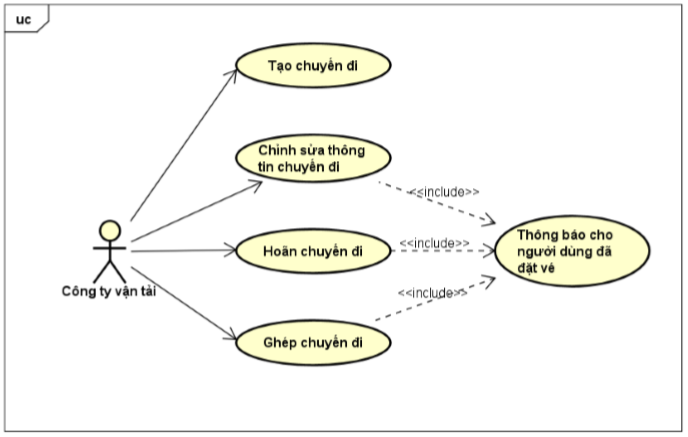 uc
Tạo chuyến đi
Chỉnh sửa thông
tin chuyến đi
<<include>>
Hoãn chuyến đi
<<include>>
Thông báo cho
người dùng đã
đặt vé
Công ty vận tải
<<include>>
Ghép chuyến đi